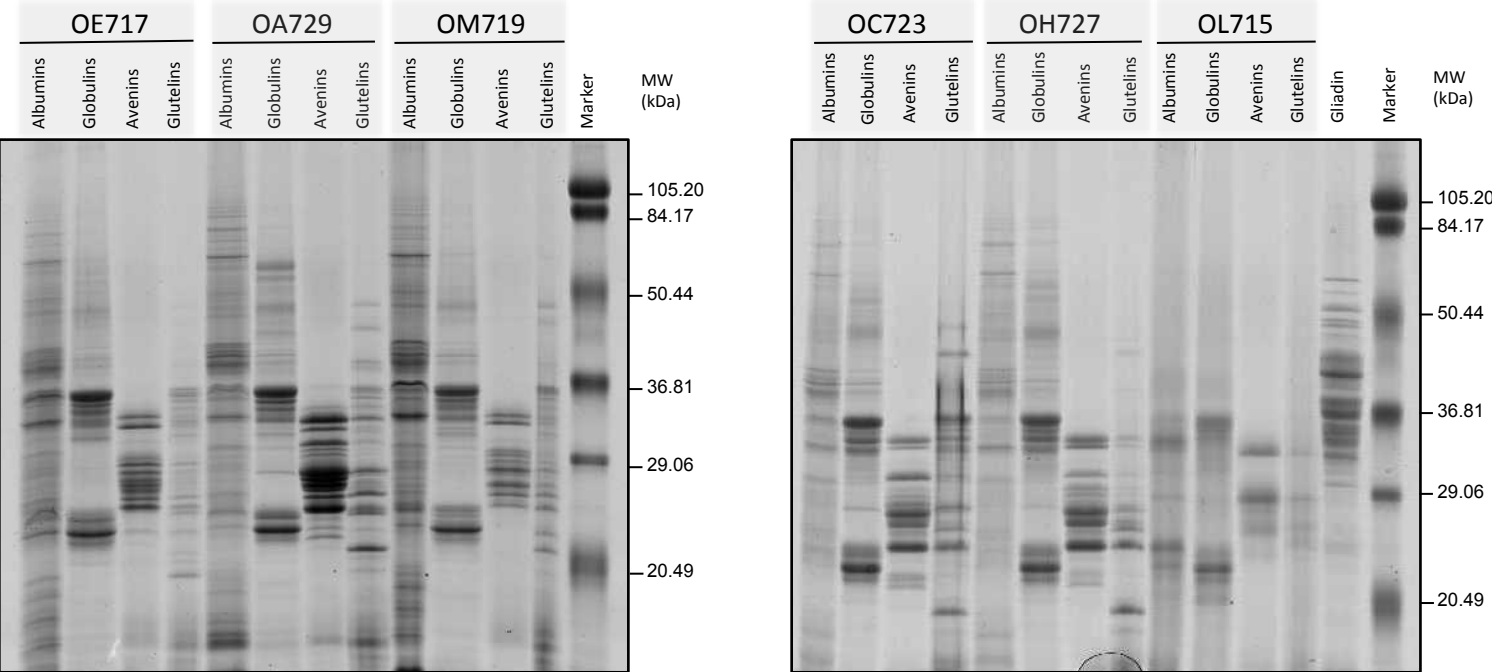 OE717 OA729 OM719
Albumins Globulins Avenins Glutelins Albumins Globulins Avenins Glutelins Albumins Globulins Avenins Glutelins Marker
MW
(kDa)
105.20
84.17
50.44
36.81
29.06
20.49
OC723 OH727 OL715
Albumins Globulins Avenins Glutelins Albumins Globulins Avenins Glutelins Albumins Globulins Avenins Glutelins Gliadin Marker
MW
(kDa)
105.20
84.17
50.44
36.81
29.06
20.49